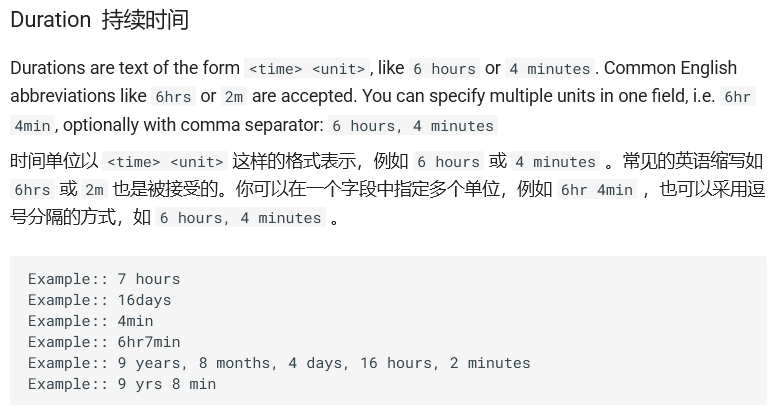 Duration 持续时间
Durations are text of the form <time> <unit>, like 6 hours or 4 minutes. Common English
abbreviations like 6hrs or 2m are accepted. You can specify multiple units in one field, i.e. 6hr
4min, optionally with comma separator: 6 hours, 4 minutes
时间单位以 <time> <unit> 这样的格式表示，例如 6 hours 或 4 minutes 。常见的英语缩写如
6hrs 或 2m 也是被接受的。你可以在一个字段中指定多个单位，例如 6hr 4min ，也可以采用逗
号分隔的方式，如 6 hours, 4 minutes 。
Example:: 7 hours
Example:: 16days
Example:: 4min
Example:: 6hr7min
Example:: 9 years, 8 months, 4 days, 16 hours, 2 minutes
Example:: 9 yrs 8 min